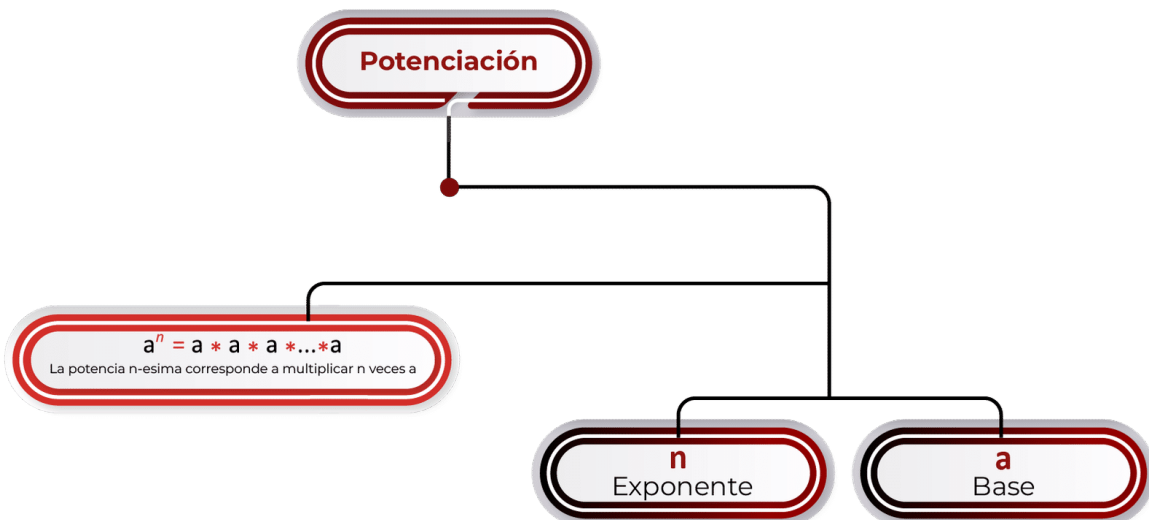 Potenciación
aⁿ = a * a * a *...*a
La potencia n-esima corresponde a multiplicar n veces a
n
Exponente
a
Base